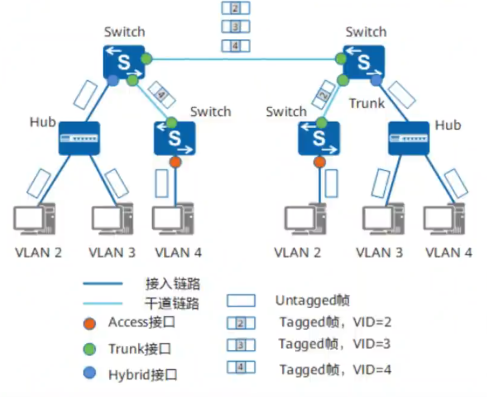 2
3
4
Switch
Switch
S
S
4
2
Trunk
Switch
Switch
Hub
Hub
S
S
VLAN 2
VLAN 3
VLAN 4
VLAN 2
VLAN 3
VLAN 4
接入链路
干道链路
Untagged帧
Access接口
2
Tagged帧，VID=2
Trunk接口
3
Tagged帧，VID=3
Hybrid接口
4
Tagged帧，VID=4